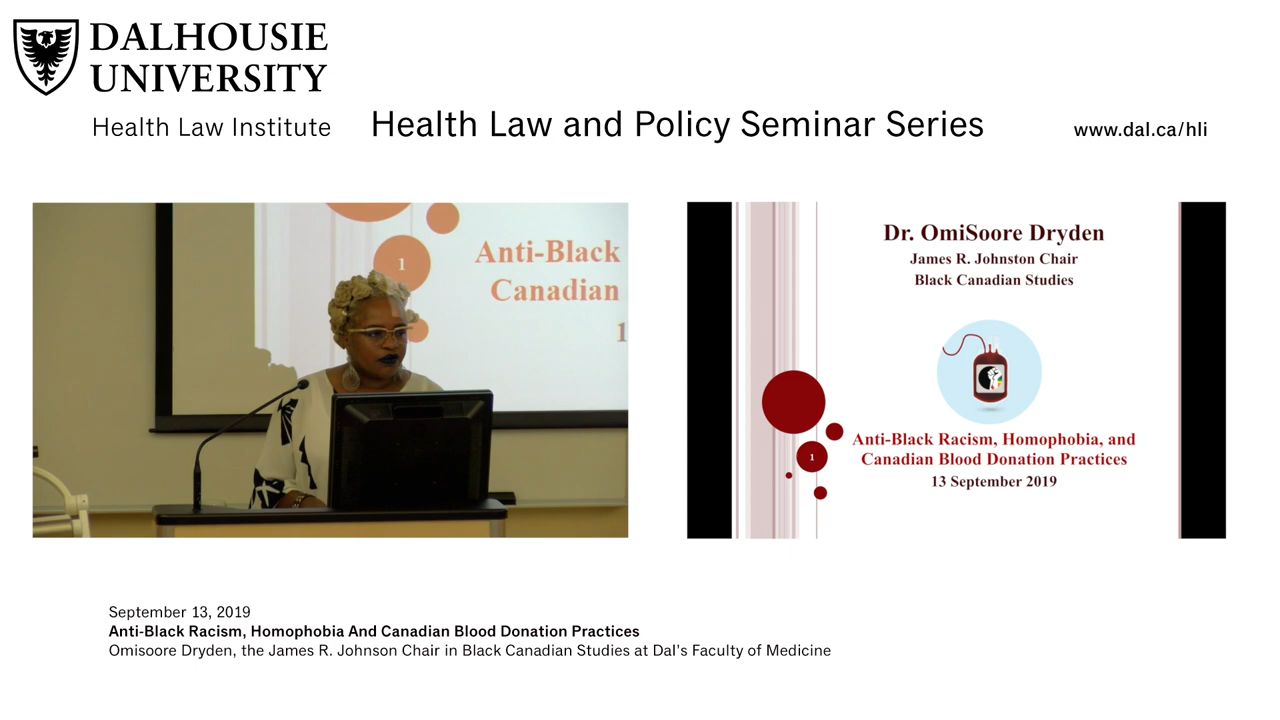 DALHOUSIE
UNIVERSITY
Health Law Institute
Health Law and Policy Seminar Series
www.dal.ca/hli
1
Anti-Black
Canadian
1
Dr. OmiSoore Dryden
James R. Johnston Chair
Black Canadian Studies
1
Anti-Black Racism, Homophobia, and
Canadian Blood Donation Practices
13 September 2019
September 13, 2019
Anti-Black Racism, Homophobia And Canadian Blood Donation Practices
Omisoore Dryden, the James R. Johnson Chair in Black Canadian Studies at Dal's Faculty of Medicine